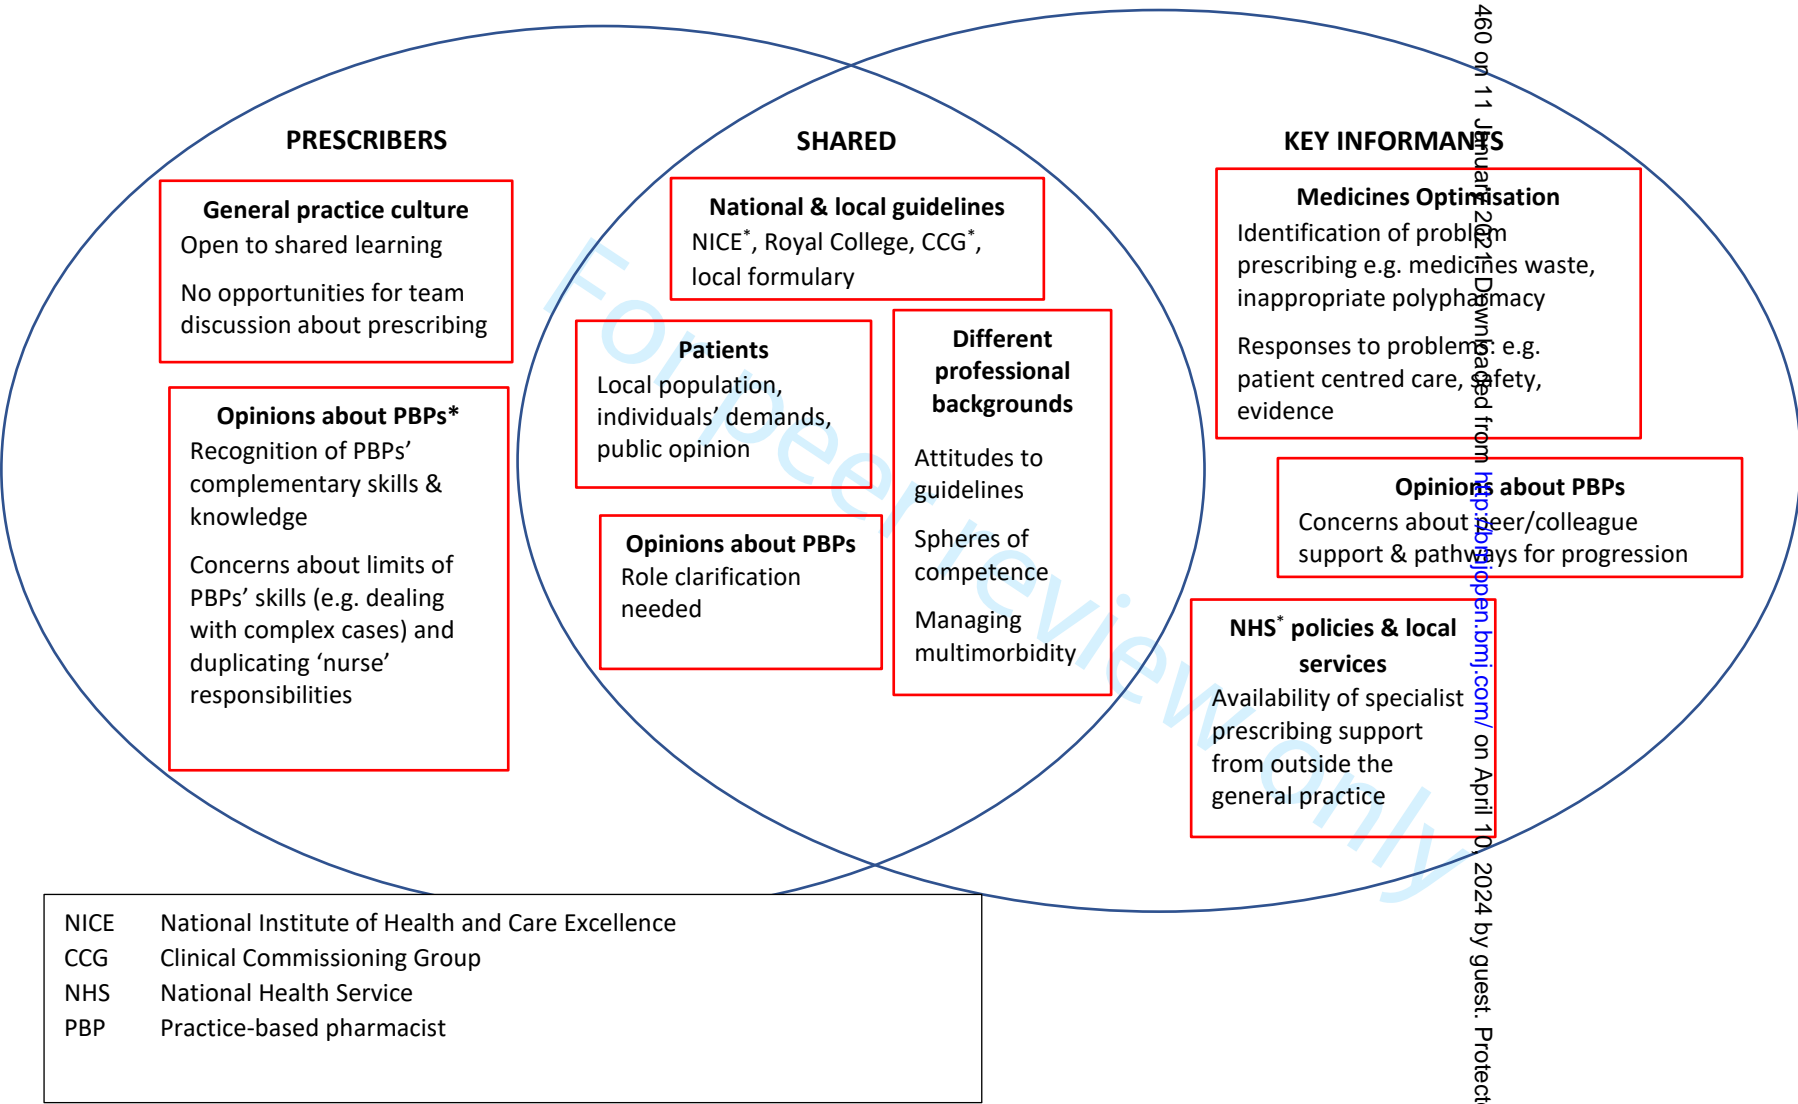 PRESCRIBERS
General practice culture
Open to shared learning
No opportunities for team
discussion about prescribing
Opinions about PBPs*
Recognition of PBPs’
complementary skills &
knowledge
Concerns about limits of
PBPs’ skills (e.g. dealing
with complex cases) and
duplicating ‘nurse’
responsibilities
SHARED
National & local guidelines
NICE*, Royal College, CCG*,
local formulary
Patients
Local population,
individuals’ demands,
public opinion
Different
professional
backgrounds
Attitudes to
guidelines
Spheres of
competence
Managing
multimorbidity
Opinions about PBPs
Role clarification
needed
KEY INFORMANTS
Medicines Optimisation
Identification of problem
prescribing e.g. medicines waste,
inappropriate polypharmacy
Responses to problems: e.g.
patient centred care, safety,
evidence
Opinions about PBPs
Concerns about peer/colleague
support & pathways for progression
NHS* policies & local
services
Availability of specialist
prescribing support
from outside the
general practice
NICE National Institute of Health and Care Excellence
CCG Clinical Commissioning Group
NHS National Health Service
PBP Practice-based pharmacist
For peer review only
460 on 11 January 2021. Downloaded from http://bmjopen.bmj.com/ on April 10, 2024 by guest. Protect